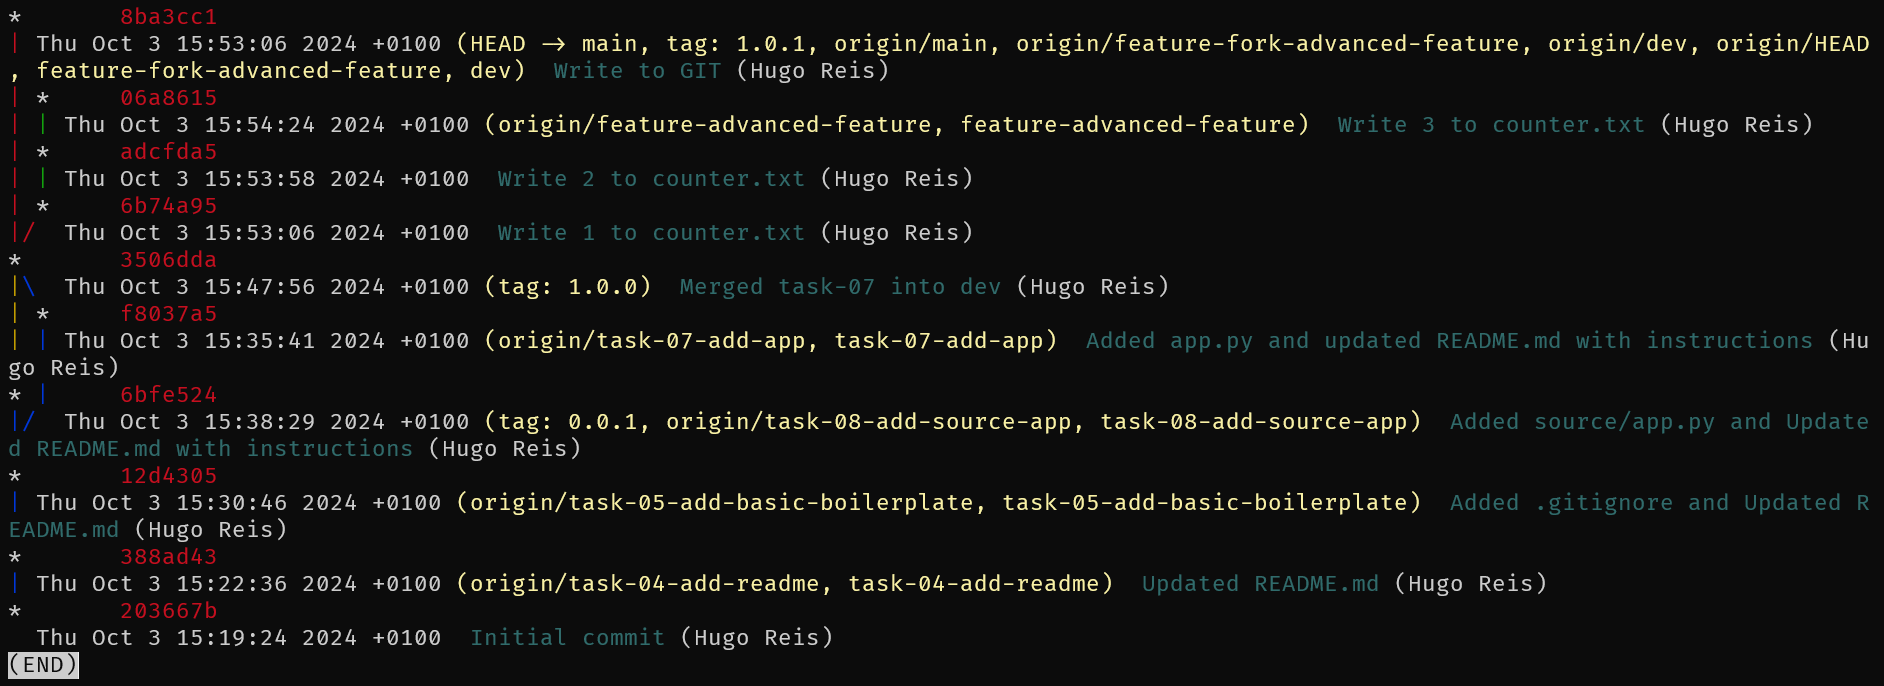 *       8ba3cc1
| Thu Oct 3 15:53:06 2024 +0100 (HEAD -> main, tag: 1.0.1, origin/main, origin/feature-fork-advanced-feature, origin/dev, origin/HEAD
, feature-fork-advanced-feature, dev)  Write to GIT (Hugo Reis)
| *     06a8615
| | Thu Oct 3 15:54:24 2024 +0100 (origin/feature-advanced-feature, feature-advanced-feature)  Write 3 to counter.txt (Hugo Reis)
| *     adcfda5
| | Thu Oct 3 15:53:58 2024 +0100  Write 2 to counter.txt (Hugo Reis)
| *     6b74a95
|/  Thu Oct 3 15:53:06 2024 +0100  Write 1 to counter.txt (Hugo Reis)
*       3506dda
|\  Thu Oct 3 15:47:56 2024 +0100 (tag: 1.0.0)  Merged task-07 into dev (Hugo Reis)
| *     f8037a5
| | Thu Oct 3 15:35:41 2024 +0100 (origin/task-07-add-app, task-07-add-app)  Added app.py and updated README.md with instructions (Hu
go Reis)
* |     6bfe524
|/  Thu Oct 3 15:38:29 2024 +0100 (tag: 0.0.1, origin/task-08-add-source-app, task-08-add-source-app)  Added source/app.py and Update
d README.md with instructions (Hugo Reis)
*       12d4305
| Thu Oct 3 15:30:46 2024 +0100 (origin/task-05-add-basic-boilerplate, task-05-add-basic-boilerplate)  Added .gitignore and Updated R
EADME.md (Hugo Reis)
*       388ad43
| Thu Oct 3 15:22:36 2024 +0100 (origin/task-04-add-readme, task-04-add-readme)  Updated README.md (Hugo Reis)
*       203667b
  Thu Oct 3 15:19:24 2024 +0100  Initial commit (Hugo Reis)
(END)